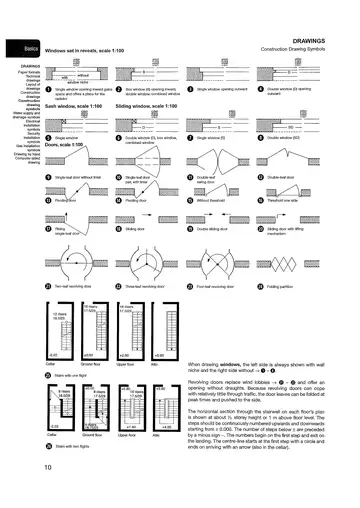 DRAWINGS
Construction Drawing Symbols
Basics
Windows set in reveals, scale 1:100
DRAWINGS
Paper formats
Technical
drawings
Layout of
drawings
Construction
drawings
Construction
drawing
symbols
Water supply and
drainage symbols
Electrical
installation
symbols
Security
installation
symbols
Gas installation
symbols
Drawing by hand
Computer-aided
drawing
with
without
window niche
1 Single window opening inward gains
space and offers a place for the
radiator
2 Box window (B) opening inward,
double window combined window
3 Single window opening outward
4 Double window (D) opening
outward
Sash window, scale 1:100
Sliding window, scale 1:100
6 Double window (D), box window,
combined window
7 Single window (S)
8 Double window (SD)
Doors, scale 1:100
9 Single-leaf door without timber
10 Single-leaf door
11 Double-leaf
swing door
12 Double-leaf door
13 Pivoting door
14 Pivoting door
15 Without threshold
16 Threshold one side
17 Rising
single-leaf door
18 Sliding door
19 Double sliding door
20 Sliding door with lifting
mechanism
21 Two-leaf revolving door
22 Three-leaf revolving door
23 Four-leaf revolving door
24 Folding partition
Cellar
Ground floor
Upper floor
Attic
25 Stairs with one flight
Cellar
Ground floor
Upper floor
Attic
26 Stairs with two flights
When drawing windows, the left side is always shown with wall
niche and the right side without → 1 – 2.
Revolving doors replace wind lobbies → 21 – 23 and offer an
opening without draughts. Because revolving doors can cope
with relatively little through traffic, the door leaves can be folded at
peak times and pushed to the side.
The horizontal section through the stairwell on each floor's plan
is shown at about ⅓ storey height or 1 m above floor level. The
steps should be continuously numbered upwards and downwards
starting from ± 0.000. The number of steps below ± are preceded
by a minus sign –. The numbers begin on the first step and exit on
the landing. The centre-line starts at the first step with a circle and
ends on arriving with an arrow (also in the cellar).
10